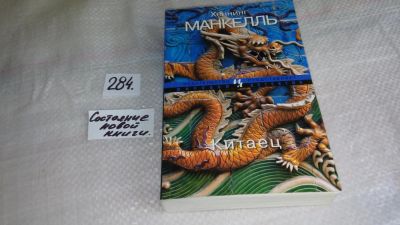 284.
Состояние
новой
книги.
Хеннинг
МАНКЕЛЛЬ
Китаец